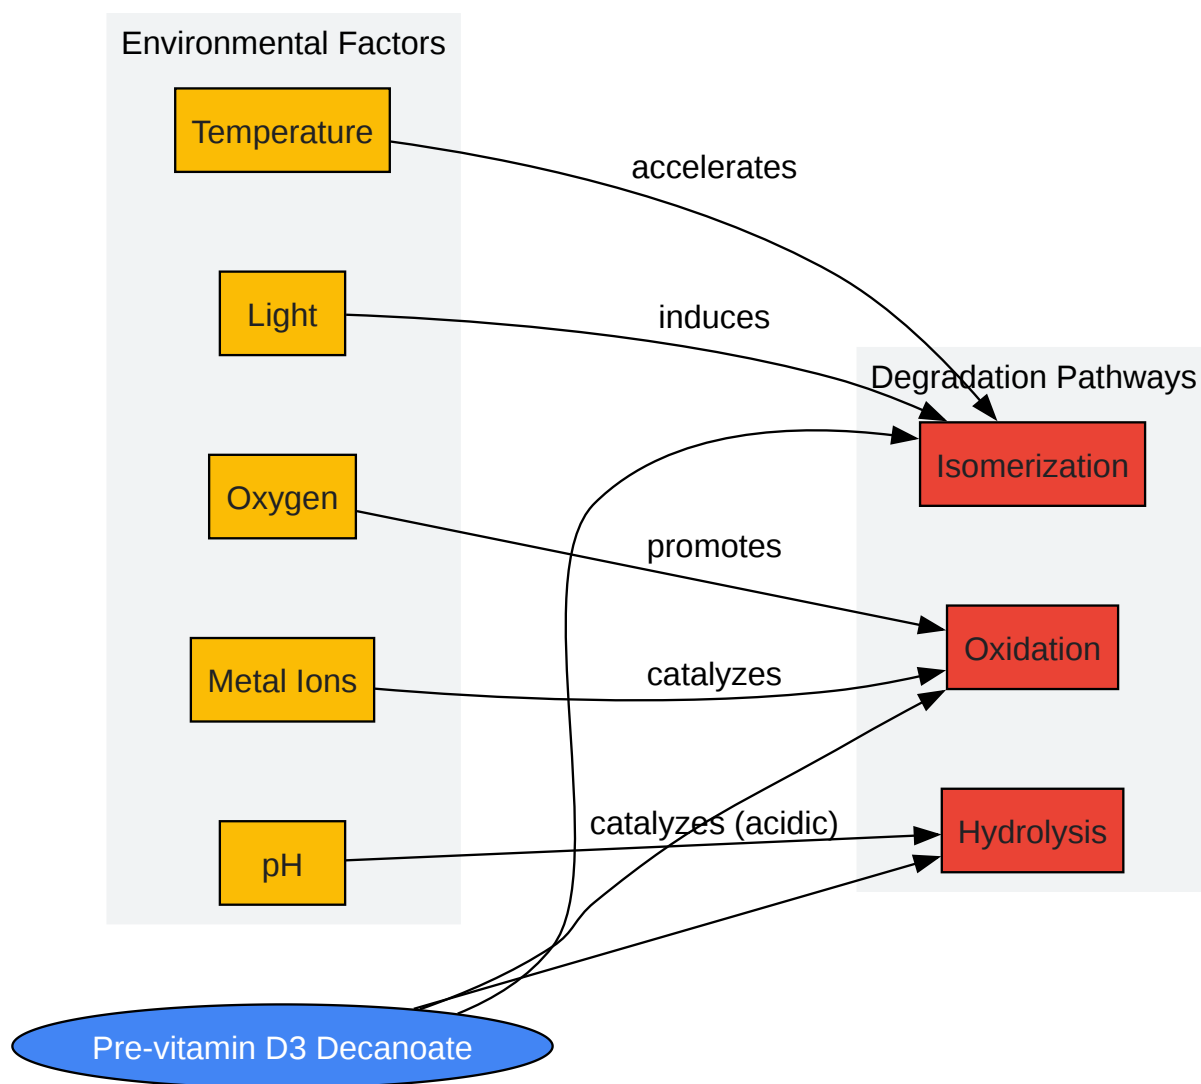 Environmental Factors
Temperature
accelerates
Light
induces
Degradation Pathways
Isomerization
Oxygen
promotes
Oxidation
Metal Ions
catalyzes
catalyzes (acidic)
Hydrolysis
pH
Pre-vitamin D3 Decanoate